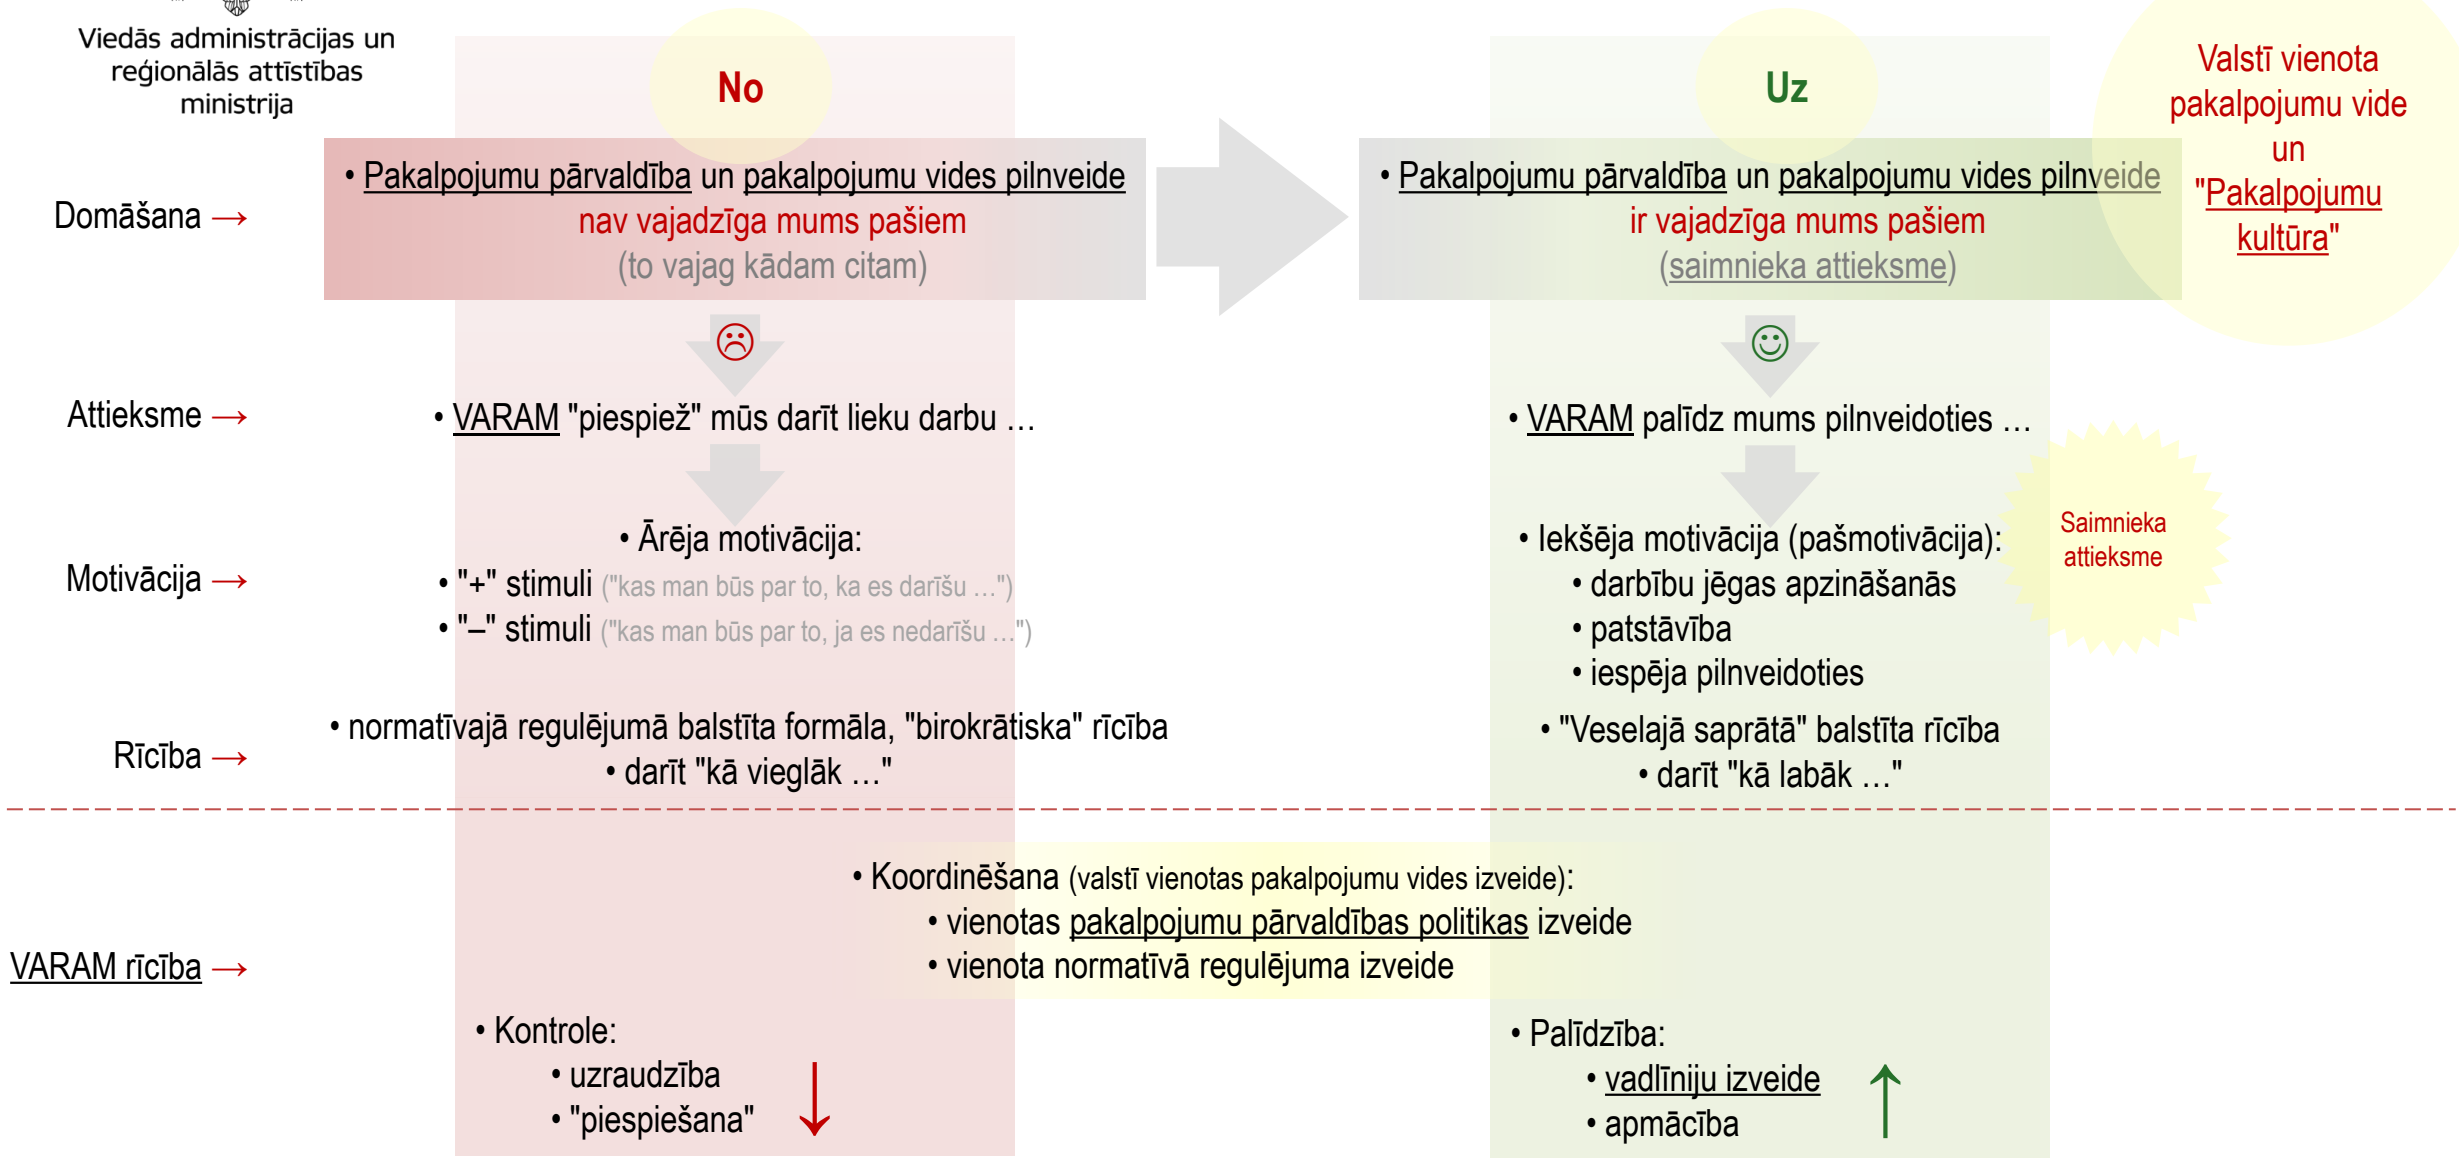 Viedās administrācijas un
reģionālās attīstības
ministrija
No
Uz
Valstī vienota
pakalpojumu vide
un
"Pakalpojumu
kultūra"
Domāšana →
• Pakalpojumu pārvaldība un pakalpojumu vides pilnveide
nav vajadzīga mums pašiem
(to vajag kādam citam)
• Pakalpojumu pārvaldība un pakalpojumu vides pilnveide
ir vajadzīga mums pašiem
(saimnieka attieksme)
Attieksme →
• VARAM "piespiež" mūs darīt lieku darbu …
• VARAM palīdz mums pilnveidoties …
Motivācija →
• Ārēja motivācija:
• "+" stimuli ("kas man būs par to, ka es darīšu …")
• "–" stimuli ("kas man būs par to, ja es nedarīšu …")
• Iekšēja motivācija (pašmotivācija):
• darbību jēgas apzināšanās
• patstāvība
• iespēja pilnveidoties
Saimnieka
attieksme
Rīcība →
• normatīvajā regulējumā balstīta formāla, "birokrātiska" rīcība
• darīt "kā vieglāk …"
• "Veselajā saprātā" balstīta rīcība
• darīt "kā labāk …"
VARAM rīcība →
• Koordinēšana (valstī vienotas pakalpojumu vides izveide):
• vienotas pakalpojumu pārvaldības politikas izveide
• vienota normatīvā regulējuma izveide
• Kontrole:
• uzraudzība
• "piespiešana"
• Palīdzība:
• vadlīniju izveide
• apmācība